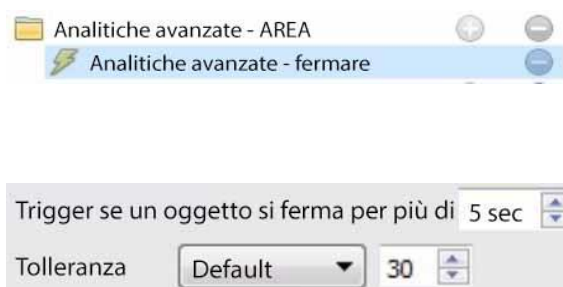 Analitiche avanzate - AREA
Analitiche avanzate - fermare
Trigger se un oggetto si ferma per più di 5 sec
Tolleranza Default 30